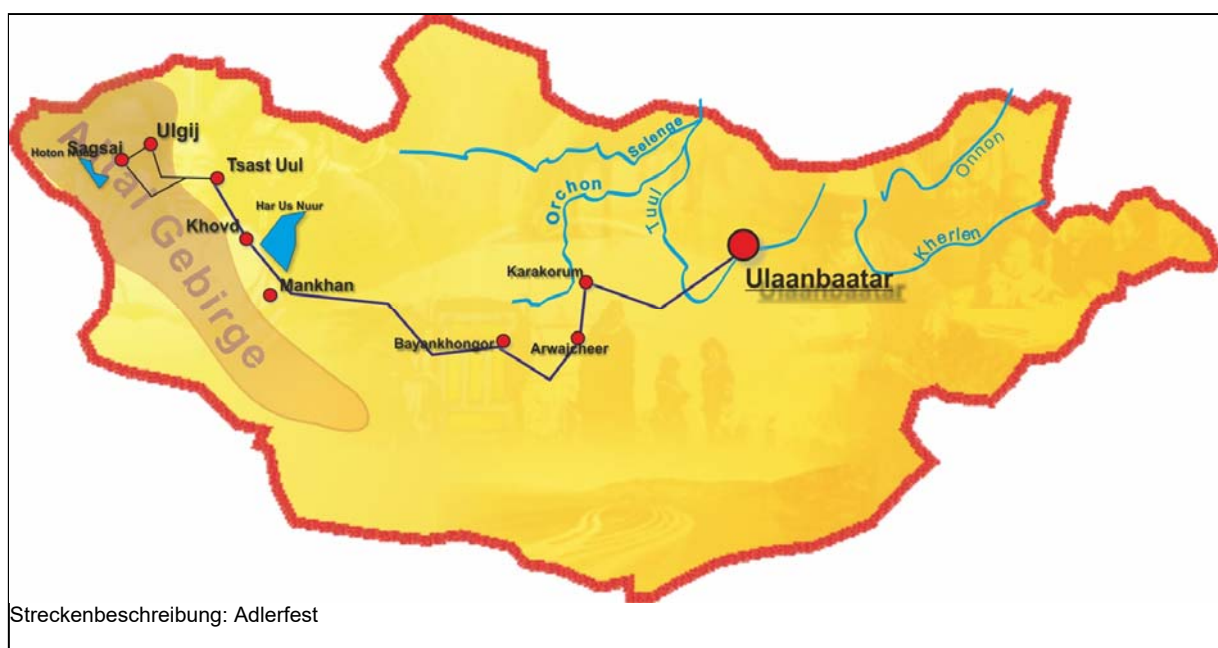 Altai Gebirge
Hoton Nuur
Sagsai
Ulgij
Tsast Uul
Khovd
Har Us Nuur
Mankhan
Bayankhongor
Arwaicheer
Karakorum
Ulaanbaatar
Selenge
Orchon
Tuul
Onnon
Kherlen
Streckenbeschreibung: Adlerfest